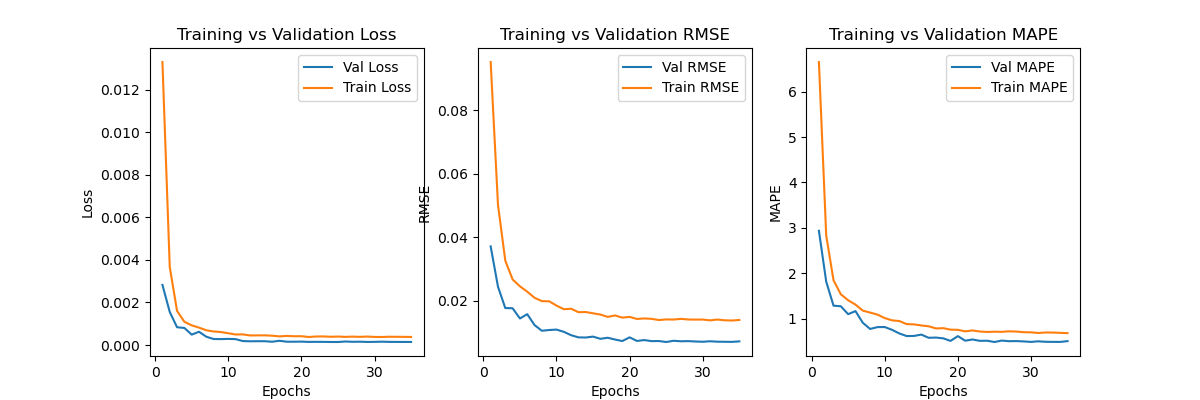 Training vs Validation Loss
Val Loss
Train Loss
0.012
0.010
0.008
0.006
0.004
0.002
0.000
Loss
0
10
20
30
Epochs
Training vs Validation RMSE
Val RMSE
Train RMSE
0.08
0.06
0.04
0.02
RMSE
0
10
20
30
Epochs
Training vs Validation MAPE
Val MAPE
Train MAPE
6
5
4
3
2
1
MAPE
0
10
20
30
Epochs